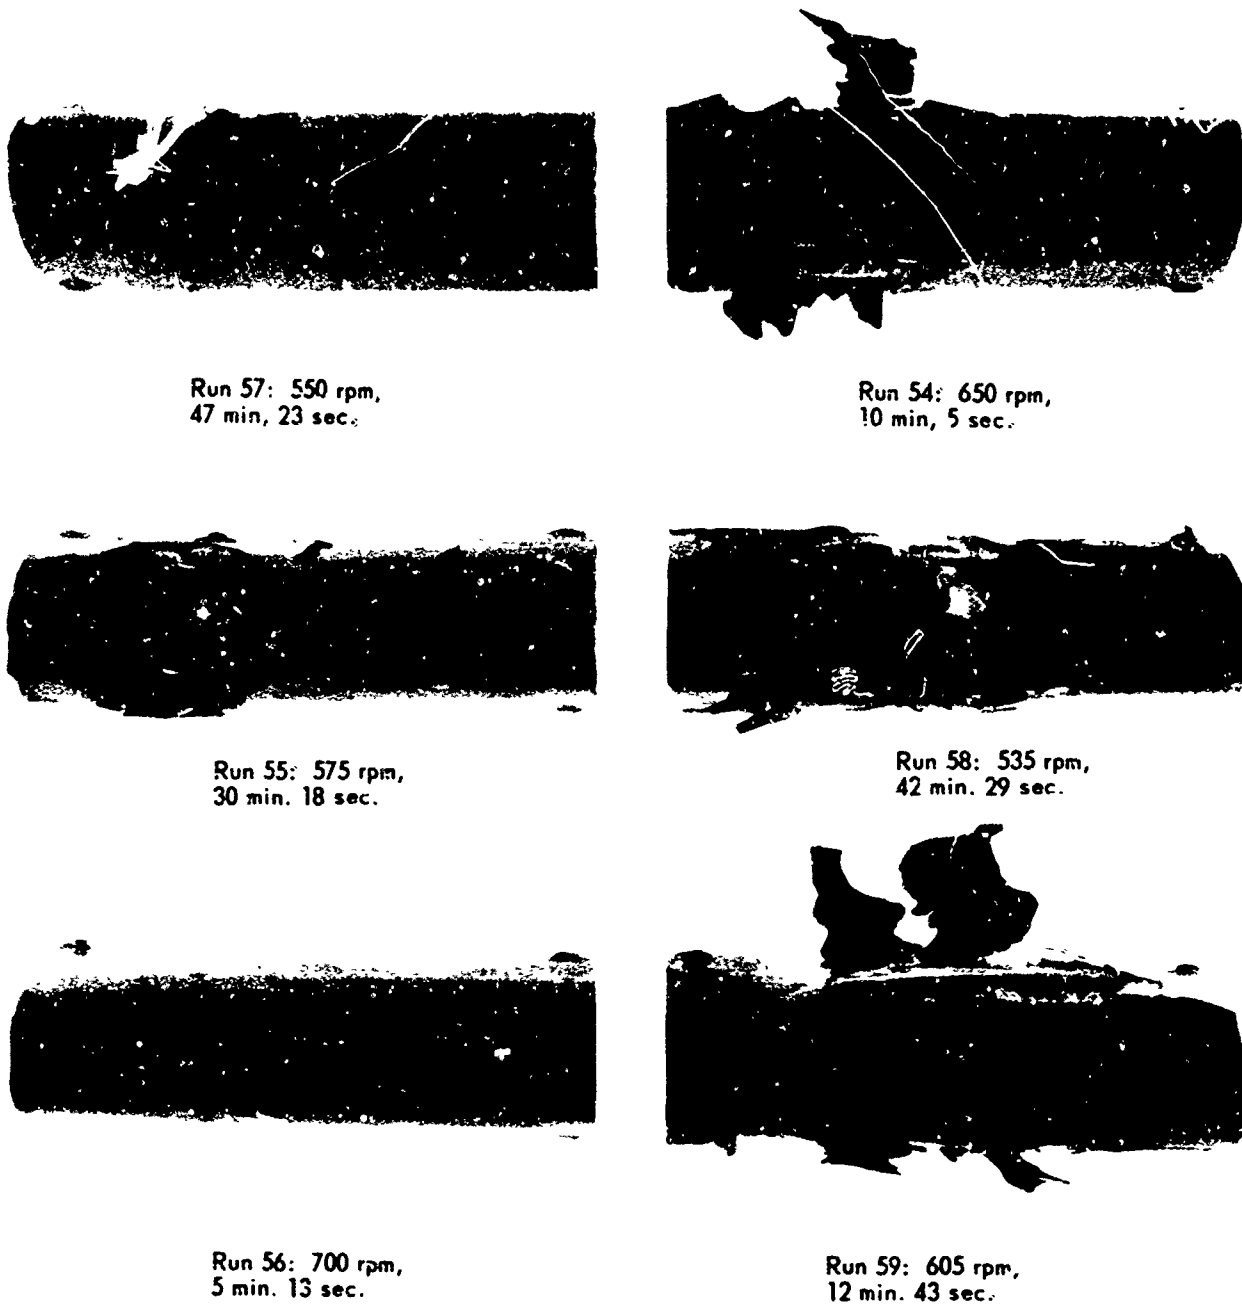 Run 57: 550 rpm,
47 min, 23 sec.
Run 54: 650 rpm,
10 min, 5 sec.
Run 55: 575 rpm,
30 min. 18 sec.
Run 58: 535 rpm,
42 min. 29 sec.
Run 56: 700 rpm,
5 min. 13 sec.
Run 59: 605 rpm,
12 min. 43 sec.